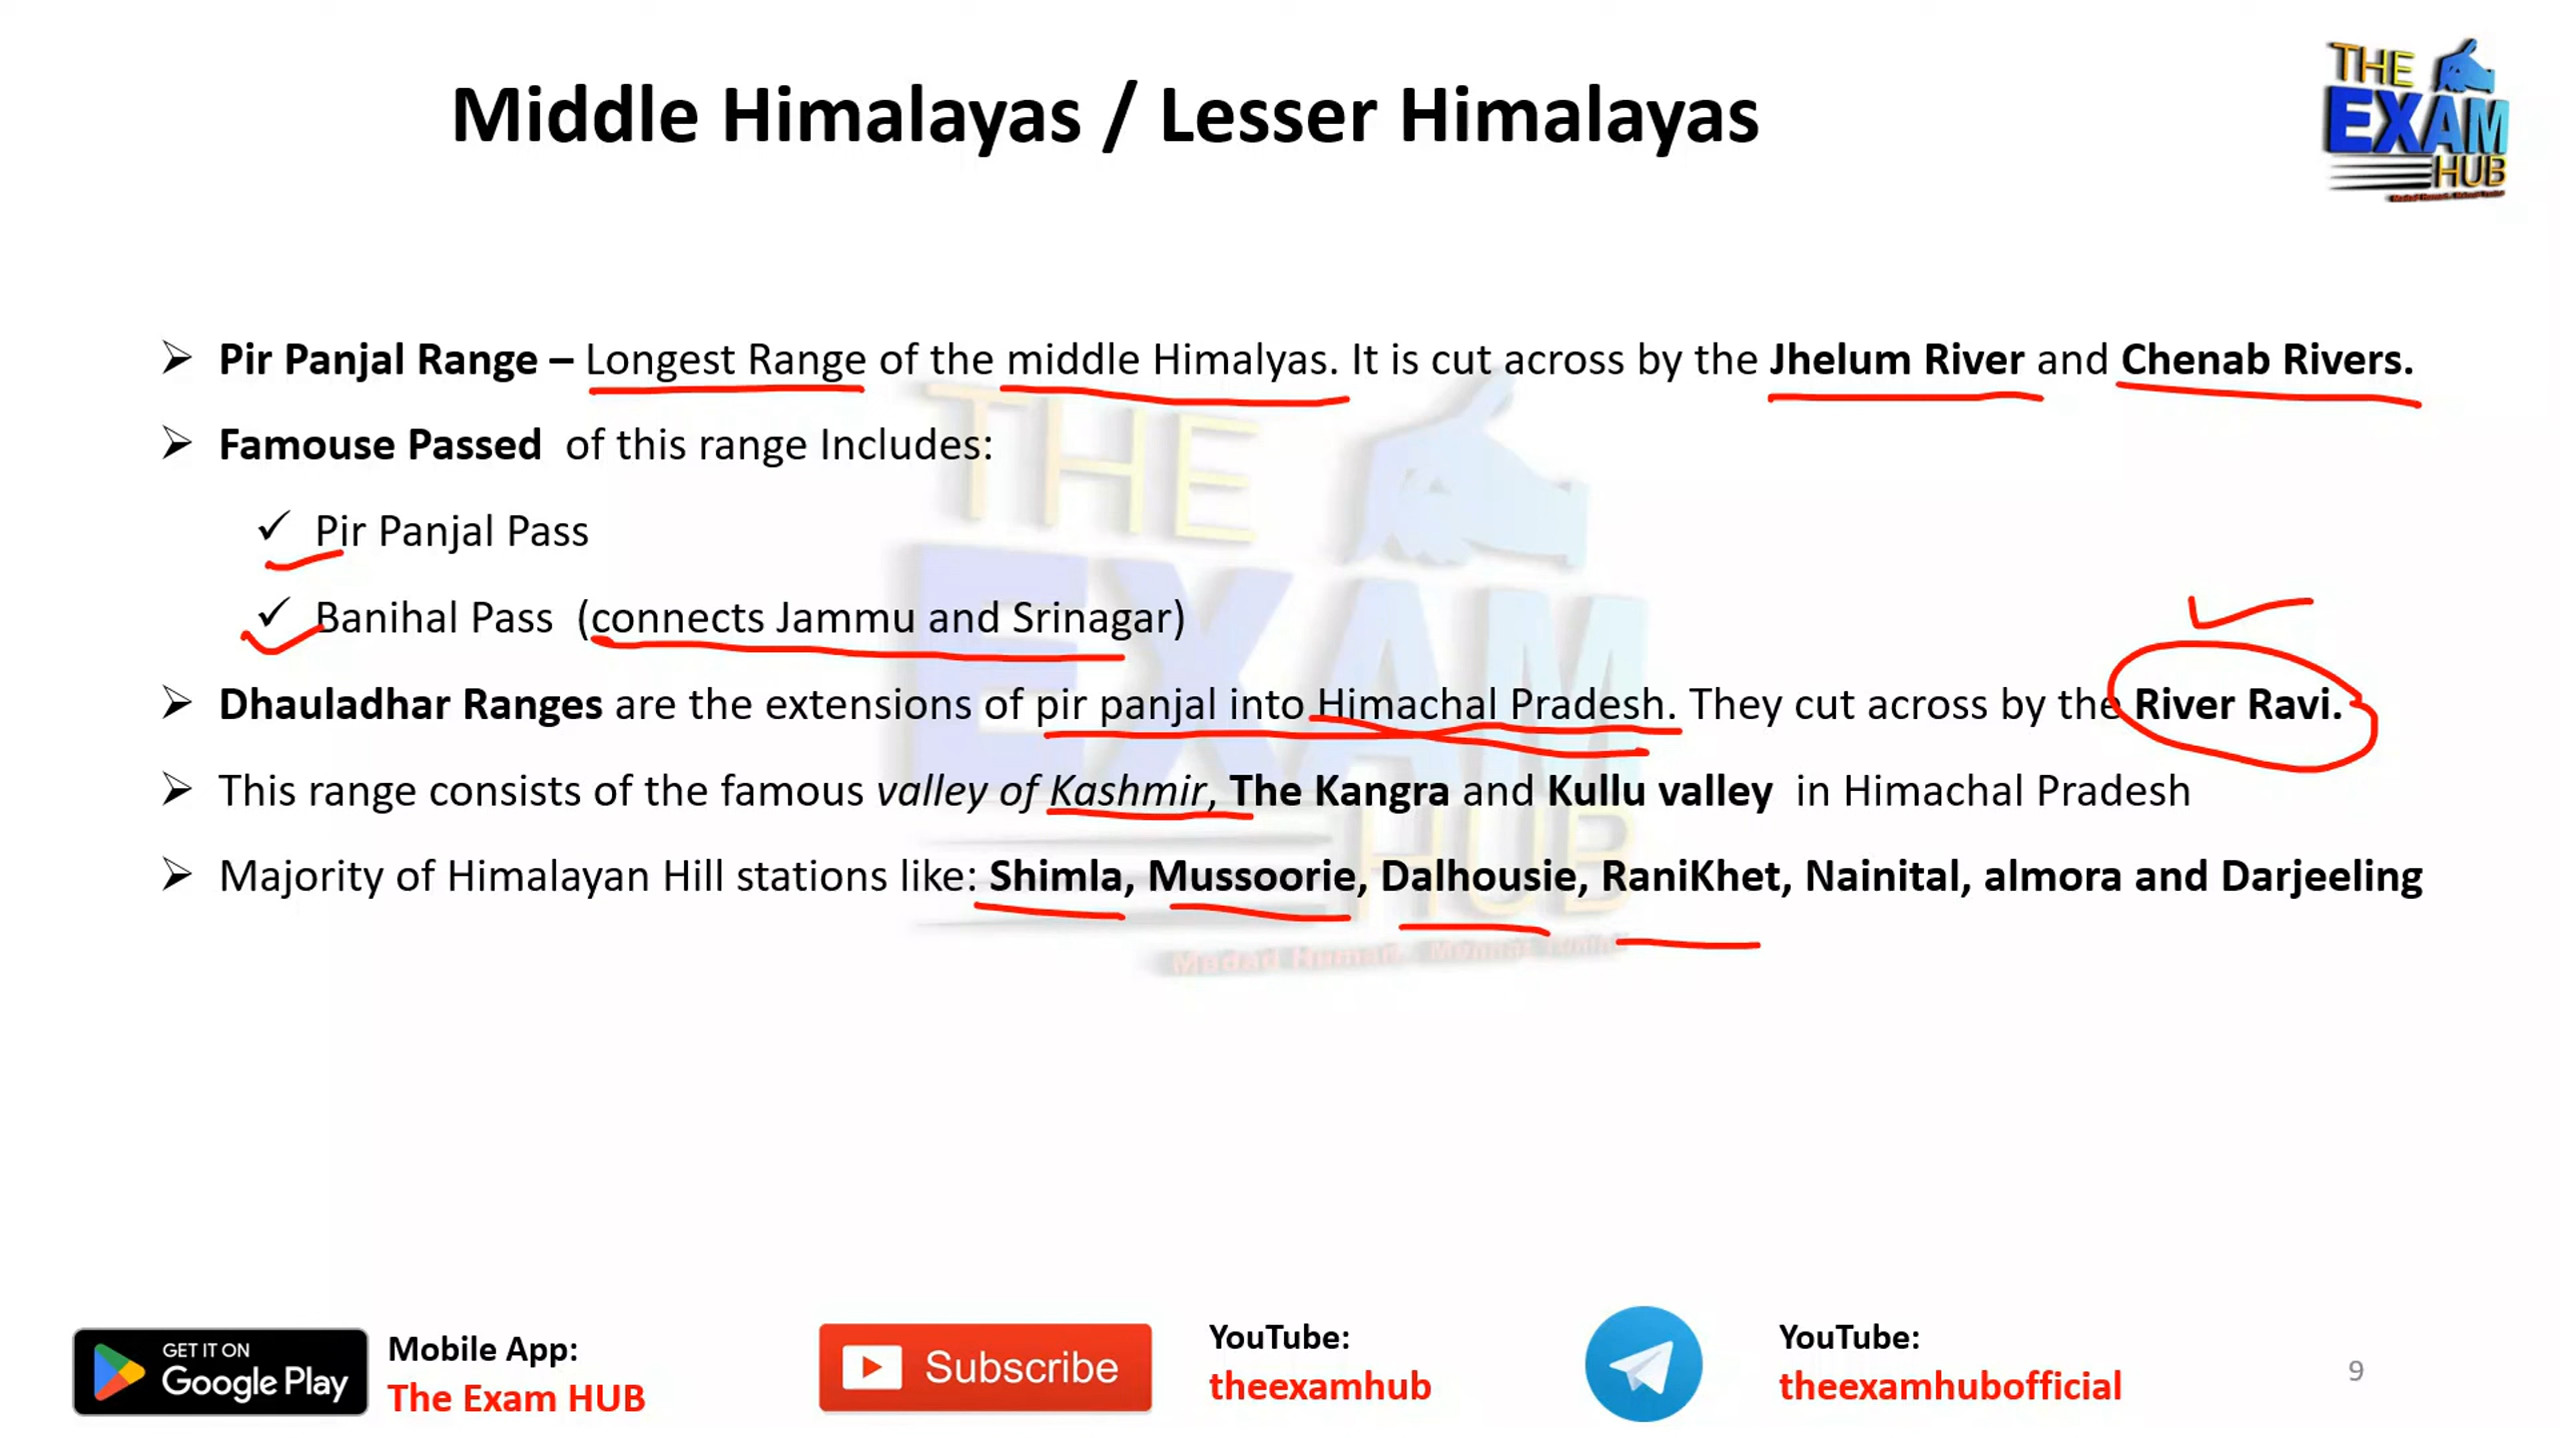 Middle Himalayas / Lesser Himalayas
THE
EXAM
HUB
Pir Panjal Range – Longest Range of the middle Himalyas. It is cut across by the Jhelum River and Chenab Rivers.
Famouse Passed of this range Includes:
Pir Panjal Pass
Banihal Pass (connects Jammu and Srinagar)
Dhauladhar Ranges are the extensions of pir panjal into Himachal Pradesh. They cut across by the River Ravi.
This range consists of the famous valley of Kashmir, The Kangra and Kullu valley in Himachal Pradesh
Majority of Himalayan Hill stations like: Shimla, Mussoorie, Dalhousie, RaniKhet, Nainital, almora and Darjeeling
THE
EXAM
HUB
GET IT ON
Google Play
Mobile App:
The Exam HUB
Subscribe
YouTube:
theexamhub
YouTube:
theexamhubofficial
9